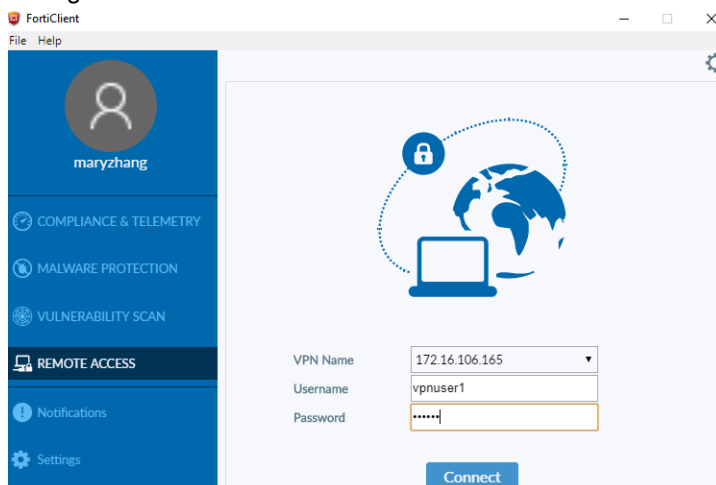 FortiClient
File Help
maryzhang
COMPLIANCE & TELEMETRY
MALWARE PROTECTION
VULNERABILITY SCAN
REMOTE ACCESS
Notifications
Settings
VPN Name 172.16.106.165
Username vpnuser1
Password ••••••
Connect